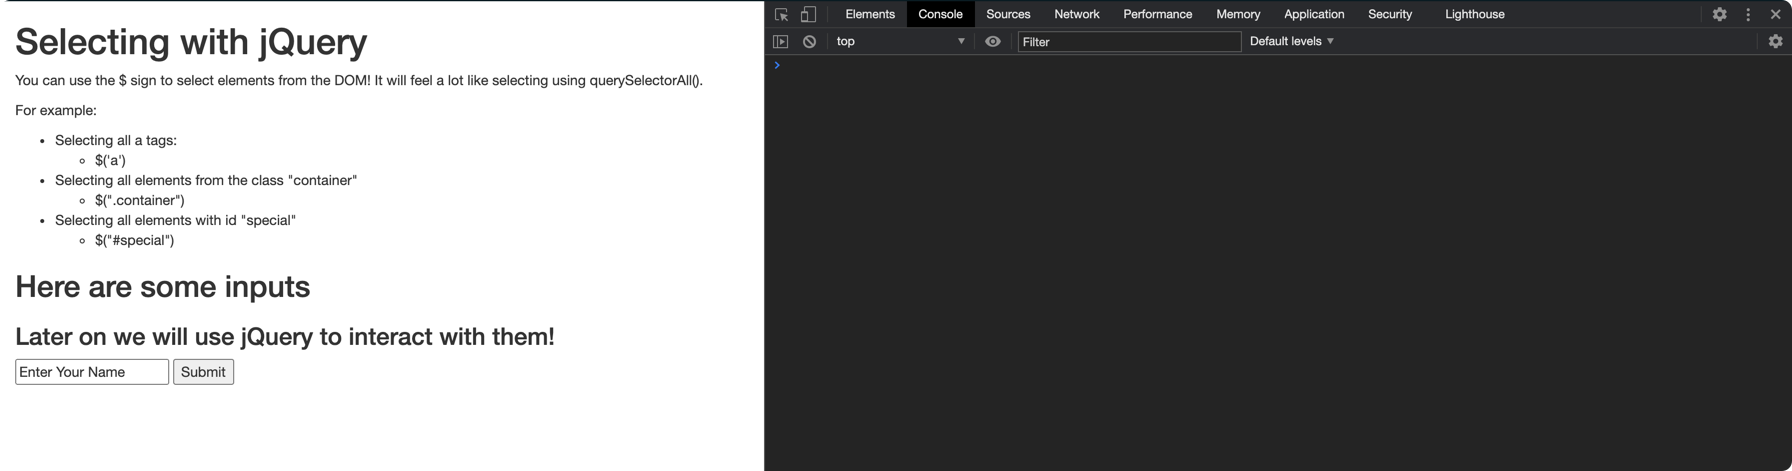 Selecting with jQuery
You can use the $ sign to select elements from the DOM! It will feel a lot like selecting using querySelectorAll().
For example:
• Selecting all a tags:
◦ $('a')
• Selecting all elements from the class "container"
◦ $(".container")
• Selecting all elements with id "special"
◦ $("#special")
Here are some inputs
Later on we will use jQuery to interact with them!
Enter Your Name Submit
Elements Console Sources Network Performance Memory Application Security Lighthouse
top Filter Default levels